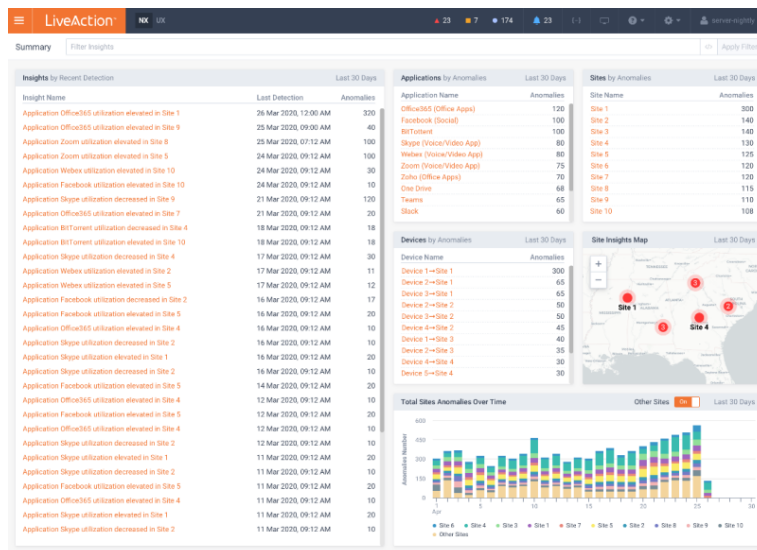 LiveAction
NX UX
23 7 174 23 server-nightly
Summary Filter Insights Apply Filter
Insights by Recent Detection Last 30 Days
Insight Name Last Detection Anomalies
Application Office365 utilization elevated in Site 1 26 Mar 2020, 12:00 AM 320
Application Office365 utilization elevated in Site 9 25 Mar 2020, 09:00 AM 40
Application Zoom utilization elevated in Site 8 25 Mar 2020, 07:12 AM 100
Application Zoom utilization elevated in Site 5 24 Mar 2020, 09:12 AM 100
Application Webex utilization elevated in Site 10 24 Mar 2020, 09:12 AM 30
Application Facebook utilization elevated in Site 10 24 Mar 2020, 09:12 AM 10
Application Skype utilization decreased in Site 9 21 Mar 2020, 09:12 AM 120
Application Office365 utilization elevated in Site 7 21 Mar 2020, 09:12 AM 20
Application BitTorrent utilization decreased in Site 4 18 Mar 2020, 09:12 AM 18
Application BitTorrent utilization elevated in Site 10 18 Mar 2020, 09:12 AM 18
Application Skype utilization decreased in Site 4 17 Mar 2020, 09:12 AM 30
Application Webex utilization elevated in Site 2 17 Mar 2020, 09:12 AM 11
Application Webex utilization elevated in Site 5 17 Mar 2020, 09:12 AM 12
Application Facebook utilization decreased in Site 2 16 Mar 2020, 09:12 AM 17
Application Facebook utilization elevated in Site 5 16 Mar 2020, 09:12 AM 20
Application Office365 utilization elevated in Site 4 16 Mar 2020, 09:12 AM 10
Application Skype utilization decreased in Site 2 16 Mar 2020, 09:12 AM 10
Application Skype utilization elevated in Site 1 16 Mar 2020, 09:12 AM 20
Application Facebook utilization elevated in Site 5 14 Mar 2020, 09:12 AM 20
Application Office365 utilization elevated in Site 4 12 Mar 2020, 09:12 AM 10
Application Facebook utilization elevated in Site 5 12 Mar 2020, 09:12 AM 20
Application Office365 utilization elevated in Site 4 12 Mar 2020, 09:12 AM 10
Application Skype utilization decreased in Site 2 12 Mar 2020, 09:12 AM 10
Application Skype utilization elevated in Site 1 11 Mar 2020, 09:12 AM 20
Application Skype utilization decreased in Site 2 11 Mar 2020, 09:12 AM 10
Application Facebook utilization elevated in Site 5 11 Mar 2020, 09:12 AM 20
Application Office365 utilization elevated in Site 4 11 Mar 2020, 09:12 AM 10
Application Skype utilization elevated in Site 1 11 Mar 2020, 09:12 AM 20
Application Skype utilization decreased in Site 2 11 Mar 2020, 09:12 AM 10
Applications by Anomalies Last 30 Days
Application Name Anomalies
Office365 (Office Apps) 120
Facebook (Social) 100
BitTorrent 100
Skype (Voice/Video App) 80
Webex (Voice/Video App) 80
Zoom (Voice/Video App) 75
Zoho (Office Apps) 70
One Drive 68
Teams 65
Slack 60
Sites by Anomalies Last 30 Days
Site Name Anomalies
Site 1 300
Site 2 140
Site 3 140
Site 4 130
Site 5 125
Site 6 120
Site 7 120
Site 8 115
Site 9 110
Site 10 108
Devices by Anomalies Last 30 Days
Device Name Anomalies
Device 1→Site 1 300
Device 2→Site 1 65
Device 3→Site 1 65
Device 2→Site 2 50
Device 3→Site 2 50
Device 4→Site 2 45
Device 1→Site 3 40
Device 2→Site 3 35
Device 4→Site 4 30
Device 5→Site 4 30
Site Insights Map Last 30 Days
+
−
3
Site 1
2
Site 4
3
Total Sites Anomalies Over Time Other Sites On Last 30 Days
Anomalies Number
600
450
300
150
0
1 5 10 15 20 25 30
Apr
Site 6 Site 4 Site 3 Site 1 Site 7 Site 5 Site 2 Site 8 Site 9 Site 10
Other Sites